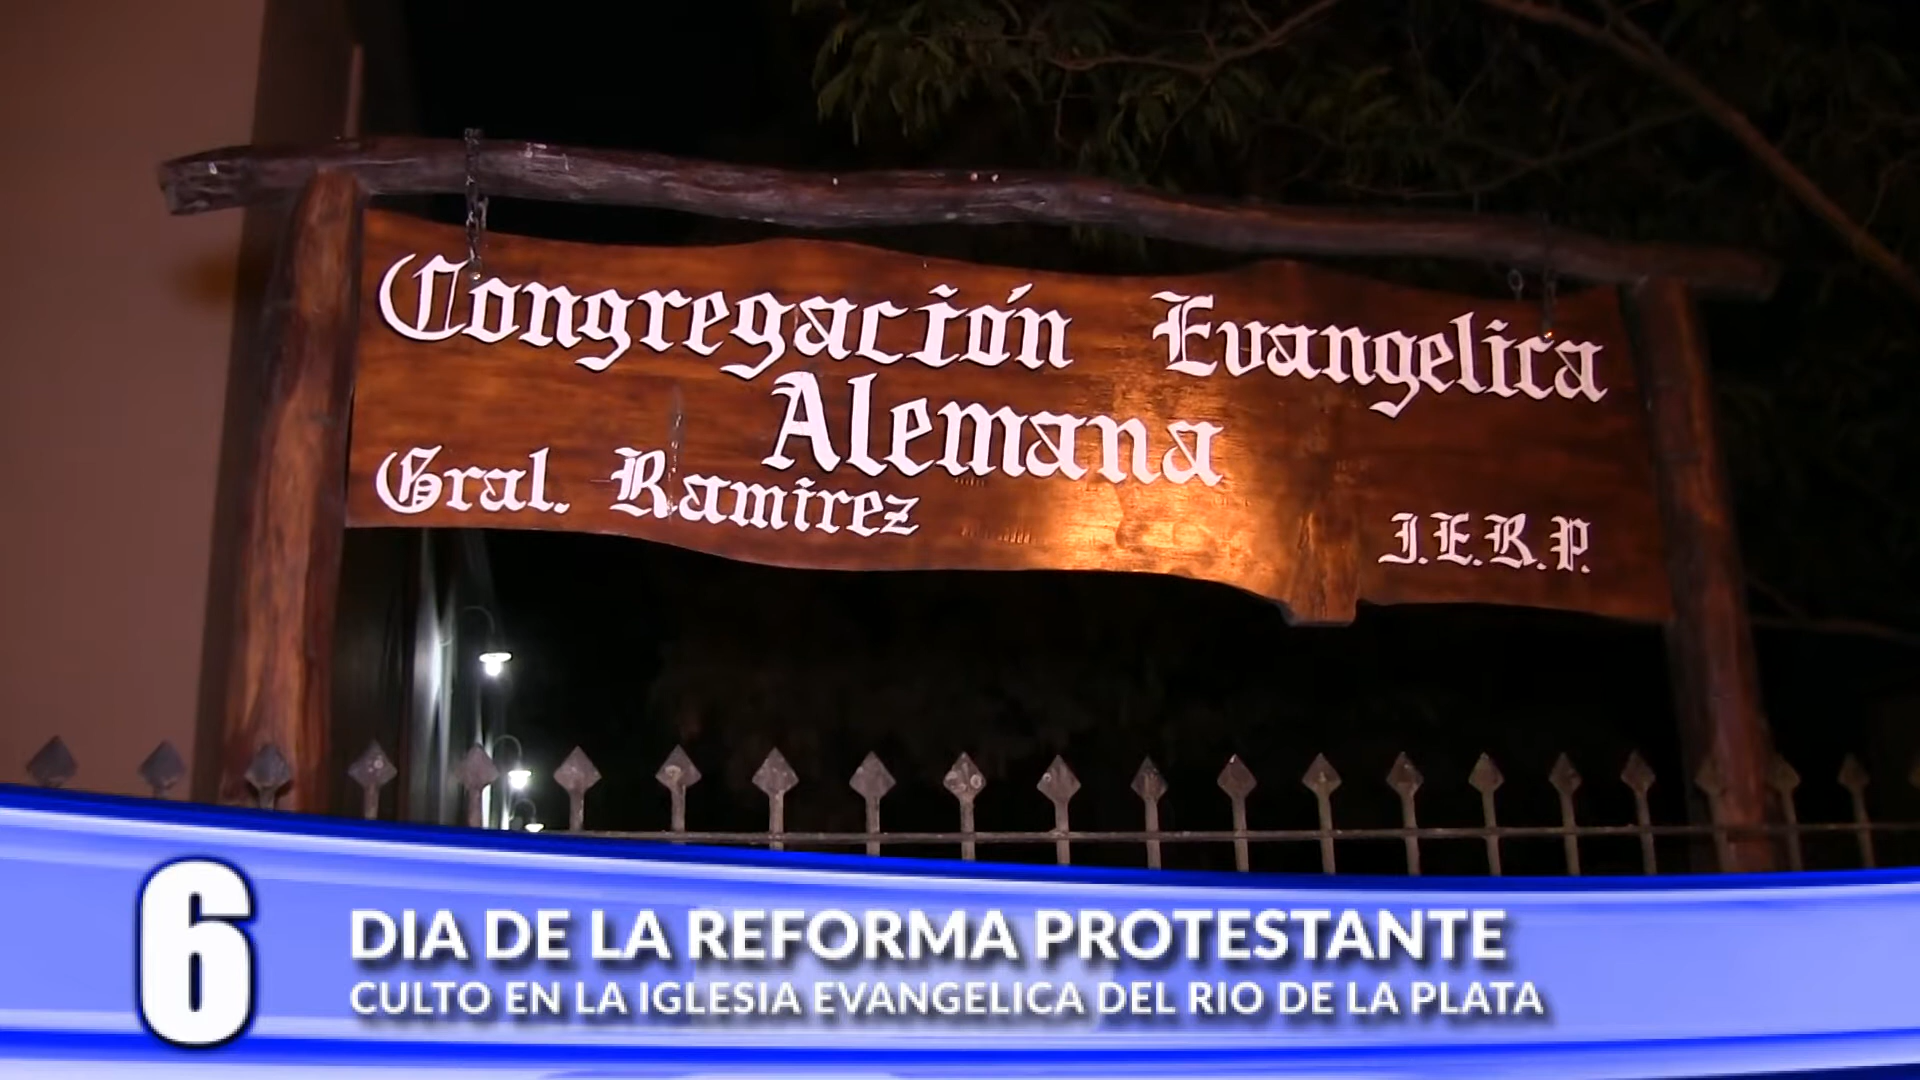 Congregación Evangelica
Alemana
Gral. Ramirez
I.E.R.P.
6
DIA DE LA REFORMA PROTESTANTE
CULTO EN LA IGLESIA EVANGELICA DEL RIO DE LA PLATA